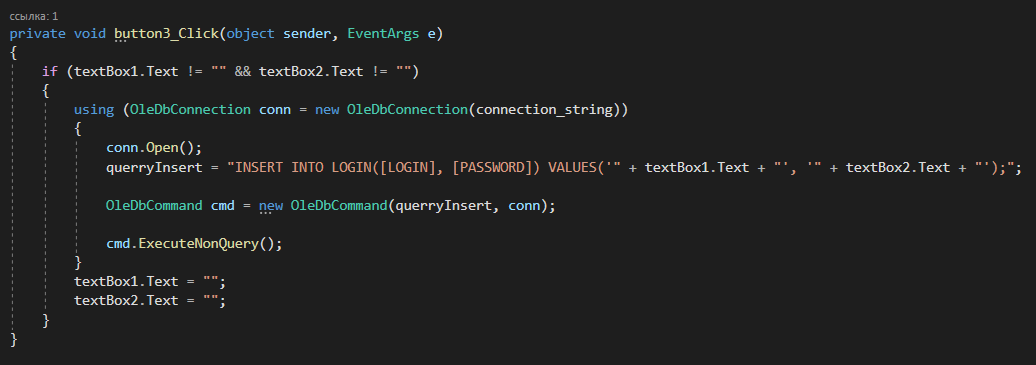 ссылка: 1
private void button3_Click(object sender, EventArgs e)
{
if (textBox1.Text != "" && textBox2.Text != "")
{
using (OleDbConnection conn = new OleDbConnection(connection_string))
{
conn.Open();
querryInsert = "INSERT INTO LOGIN([LOGIN], [PASSWORD]) VALUES('" + textBox1.Text + "', '" + textBox2.Text + "');";
OleDbCommand cmd = new OleDbCommand(querryInsert, conn);
cmd.ExecuteNonQuery();
}
textBox1.Text = "";
textBox2.Text = "";
}
}